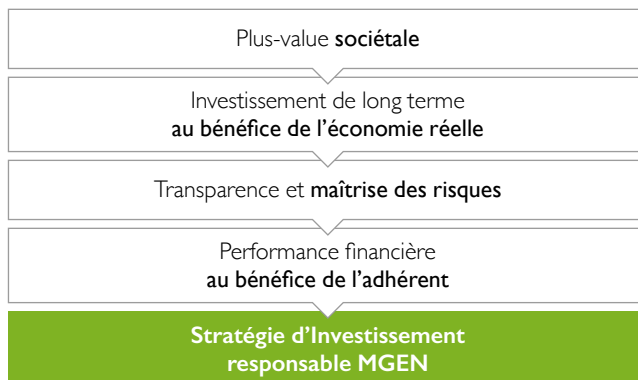 Plus-value sociétale
Investissement de long terme
au bénéfice de l’économie réelle
Transparence et maîtrise des risques
Performance financière
au bénéfice de l’adhérent
Stratégie d’Investissement
responsable MGEN